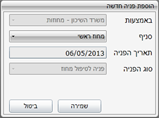 הוספת פניה חדשה
באמצעות משרד השיכון - מחוזות
סניף מחוז ראשי
תאריך הפניה 06/05/2013
סוג הפניה פניה לטיפול מחוז
שמירה ביטול